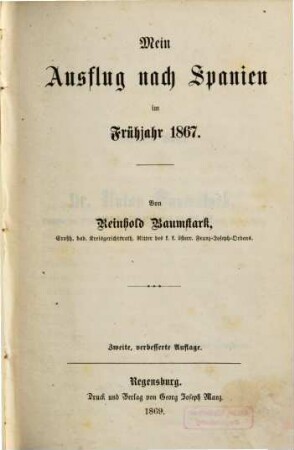 Mein
Ausflug nach Spanien
im
Frühjahr 1867.
Von
Reinhold Baumstark,
Großh. bad. Kreisgerichtsrath, Ritter des k. k. österr. Franz-Joseph-Ordens.
Zweite, verbesserte Auflage.
Regensburg.
Druck und Verlag von Georg Joseph Manz.
1869.